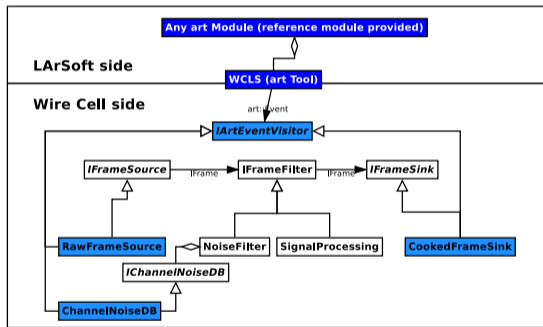 Any art Module (reference module provided)
LArSoft side
WCLS (art Tool)
Wire Cell side
art::Event
IArtEventVisitor
IFrameSource
IFrame
IFrameFilter
IFrame
IFrameSink
RawFrameSource
NoiseFilter
SignalProcessing
CookedFrameSink
IChannelNoiseDB
ChannelNoiseDB